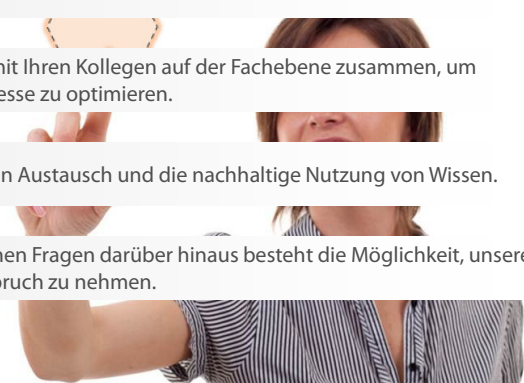 mit Ihren Kollegen auf der Fachebene zusammen, um
esse zu optimieren.
n Austausch und die nachhaltige Nutzung von Wissen.
nen Fragen darüber hinaus besteht die Möglichkeit, unsere
pruch zu nehmen.